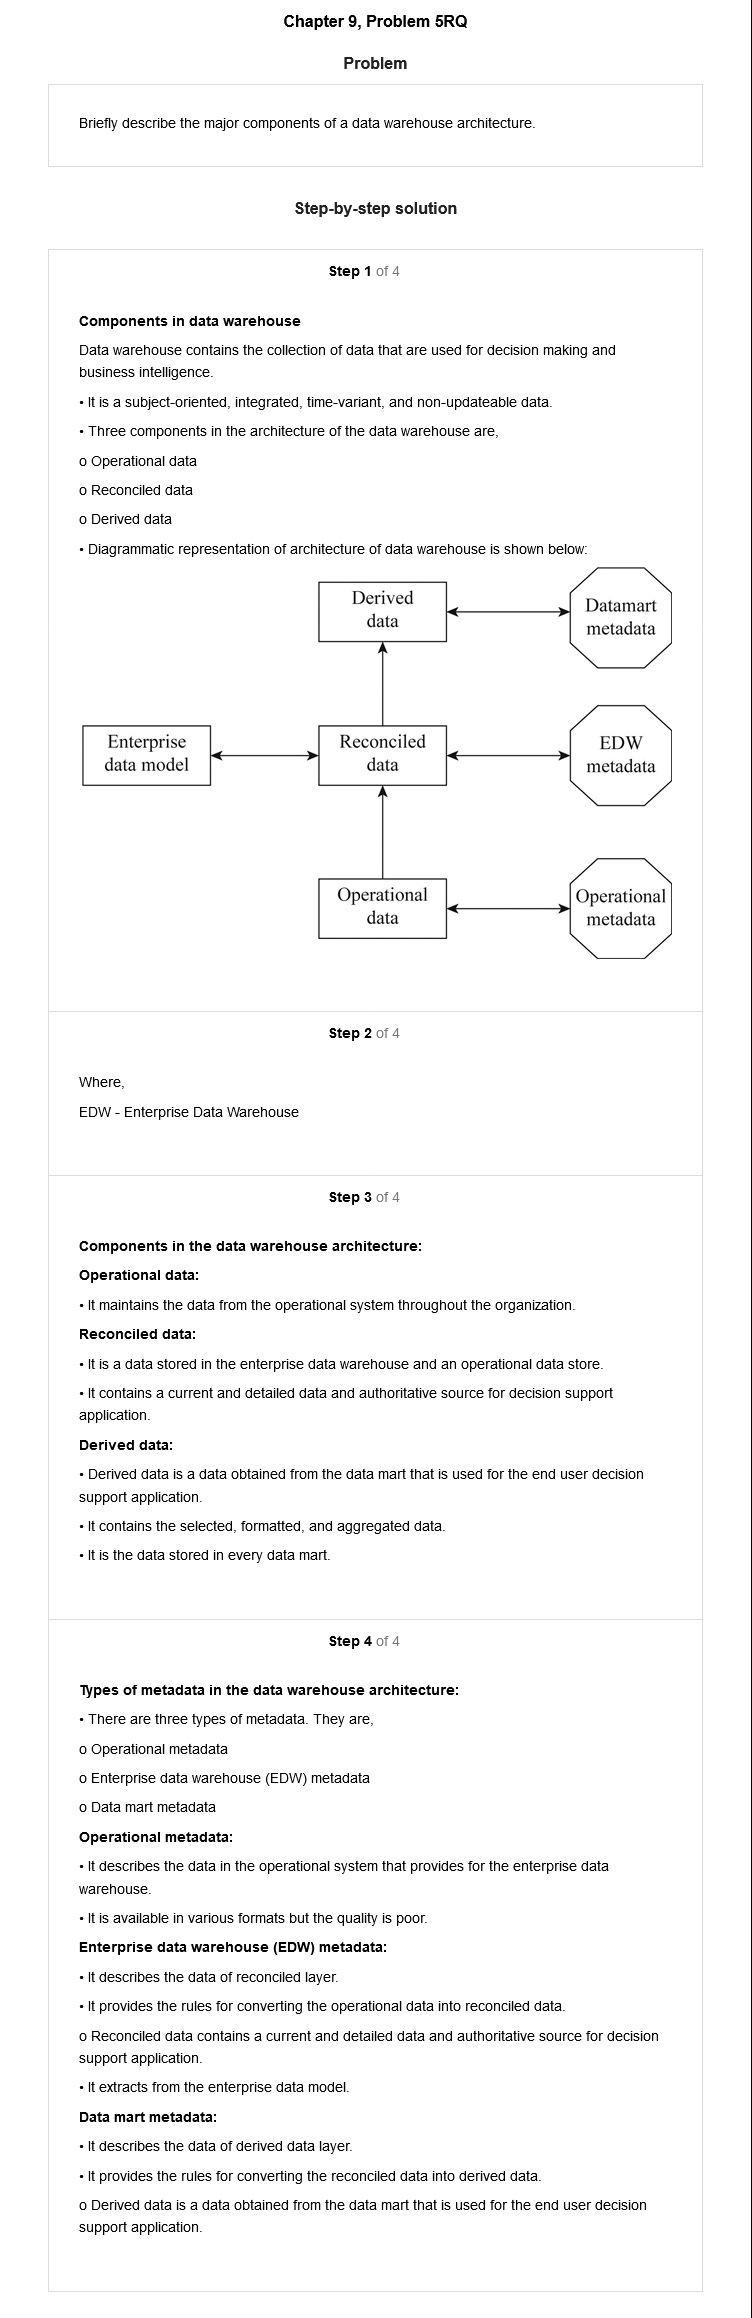 Chapter 9, Problem 5RQ
Problem
Briefly describe the major components of a data warehouse architecture.
Step-by-step solution
Step 1 of 4
Components in data warehouse
Data warehouse contains the collection of data that are used for decision making and
business intelligence.
• It is a subject-oriented, integrated, time-variant, and non-updateable data.
• Three components in the architecture of the data warehouse are,
o Operational data
o Reconciled data
o Derived data
• Diagrammatic representation of architecture of data warehouse is shown below:
Derived
data
Datamart
metadata
Enterprise
data model
Reconciled
data
EDW
metadata
Operational
data
Operational
metadata
Step 2 of 4
Where,
EDW - Enterprise Data Warehouse
Step 3 of 4
Components in the data warehouse architecture:
Operational data:
• It maintains the data from the operational system throughout the organization.
Reconciled data:
• It is a data stored in the enterprise data warehouse and an operational data store.
• It contains a current and detailed data and authoritative source for decision support
application.
Derived data:
• Derived data is a data obtained from the data mart that is used for the end user decision
support application.
• It contains the selected, formatted, and aggregated data.
• It is the data stored in every data mart.
Step 4 of 4
Types of metadata in the data warehouse architecture:
• There are three types of metadata. They are,
o Operational metadata
o Enterprise data warehouse (EDW) metadata
o Data mart metadata
Operational metadata:
• It describes the data in the operational system that provides for the enterprise data
warehouse.
• It is available in various formats but the quality is poor.
Enterprise data warehouse (EDW) metadata:
• It describes the data of reconciled layer.
• It provides the rules for converting the operational data into reconciled data.
o Reconciled data contains a current and detailed data and authoritative source for decision
support application.
• It extracts from the enterprise data model.
Data mart metadata:
• It describes the data of derived data layer.
• It provides the rules for converting the reconciled data into derived data.
o Derived data is a data obtained from the data mart that is used for the end user decision
support application.